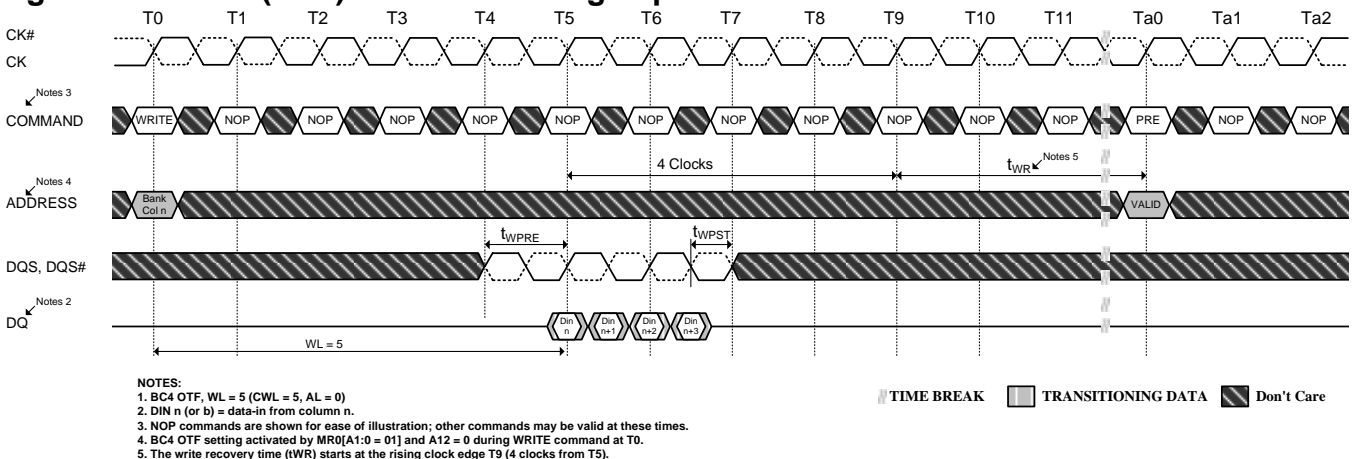 T0 T1 T2 T3 T4 T5 T6 T7 T8 T9 T10 T11 Ta0 Ta1 Ta2
CK#
CK
Notes 3
COMMAND WRITE NOP NOP NOP NOP NOP NOP NOP NOP NOP NOP NOP PRE NOP NOP
4 Clocks tWR Notes 5
Notes 4
ADDRESS Bank Col n VALID
tWPRE tWPST
DQS, DQS#
Notes 2
DQ Din n Din n+1 Din n+2 Din n+3
WL = 5
NOTES:
1. BC4 OTF, WL = 5 (CWL = 5, AL = 0)
2. DIN n (or b) = data-in from column n.
3. NOP commands are shown for ease of illustration; other commands may be valid at these times.
4. BC4 OTF setting activated by MR0[A1:0 = 01] and A12 = 0 during WRITE command at T0.
5. The write recovery time (tWR) starts at the rising clock edge T9 (4 clocks from T5).
TIME BREAK TRANSITIONING DATA Don't Care